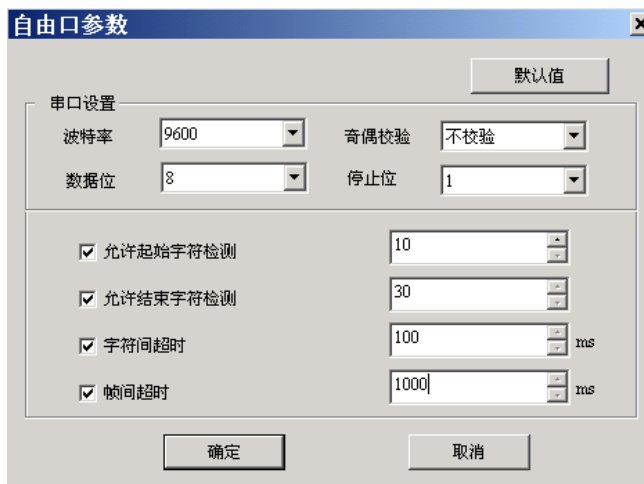 自由口参数
默认值
串口设置
波特率 9600 奇偶校验 不校验
数据位 8 停止位 1
允许起始字符检测 10
允许结束字符检测 30
字符间超时 100 ms
帧间超时 1000 ms
确定 取消